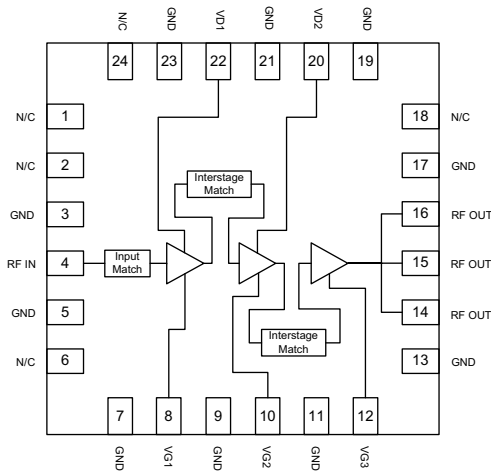 N/C
GND
VD1
GND
VD2
GND
24
23
22
21
20
19
N/C
1
18
N/C
N/C
2
17
GND
Interstage
Match
GND
3
16
RF OUT
RF IN
4
Input
Match
15
RF OUT
GND
5
14
RF OUT
Interstage
Match
N/C
6
13
GND
7
8
9
10
11
12
GND
VG1
GND
VG2
GND
VG3